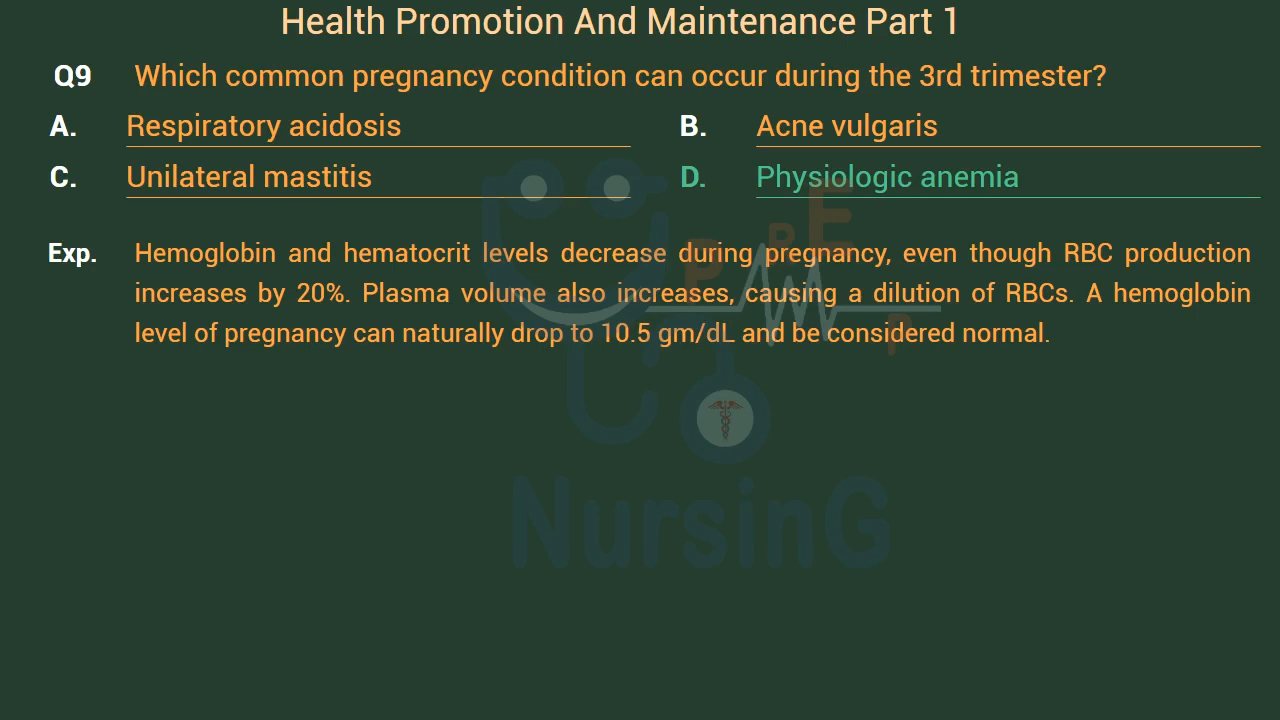 Health Promotion And Maintenance Part 1
Q9 Which common pregnancy condition can occur during the 3rd trimester?
A. Respiratory acidosis B. Acne vulgaris
C. Unilateral mastitis D. Physiologic anemia
Exp. Hemoglobin and hematocrit levels decrease during pregnancy, even though RBC production
increases by 20%. Plasma volume also increases, causing a dilution of RBCs. A hemoglobin
level of pregnancy can naturally drop to 10.5 gm/dL and be considered normal.
P R E P
NursinG